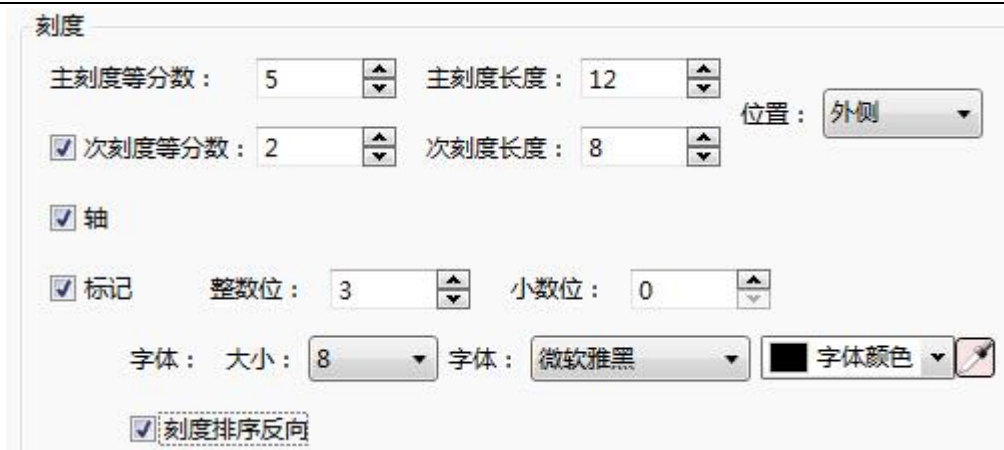 刻度
主刻度等分数： 5 主刻度长度： 12
位置： 外侧
次刻度等分数： 2 次刻度长度： 8
轴
标记 整数位： 3 小数位： 0
字体： 大小： 8 字体： 微软雅黑 字体颜色
刻度排序反向